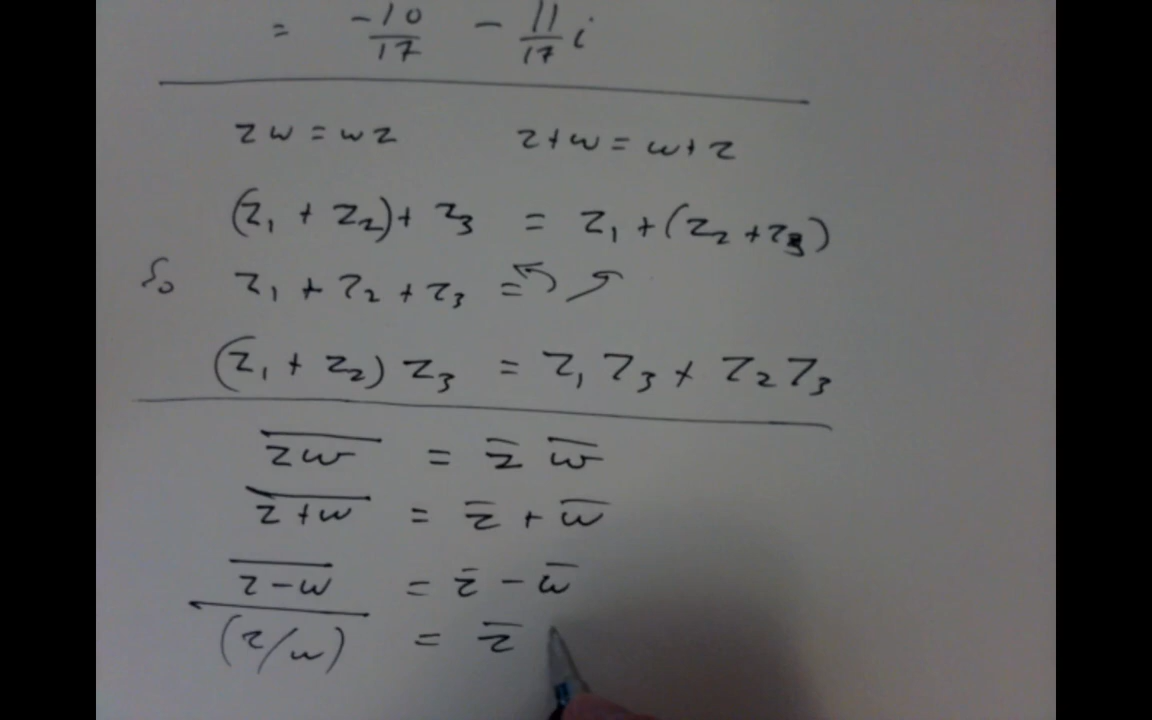 = -10/17 - 11/17 i
zw = wz z+w = w+z
(z₁ + z₂) + z₃ = z₁ + (z₂ + z₃)
So z₁ + z₂ + z₃ = ↰ ↗
(z₁ + z₂) z₃ = z₁ z₃ + z₂ z₃
z̅w̅ = z̅ w̅
z̅+̅w̅ = z̅ + w̅
z̅-̅w̅ = z̅ - w̅
(̅z̅/̅w̅)̅ = z̅